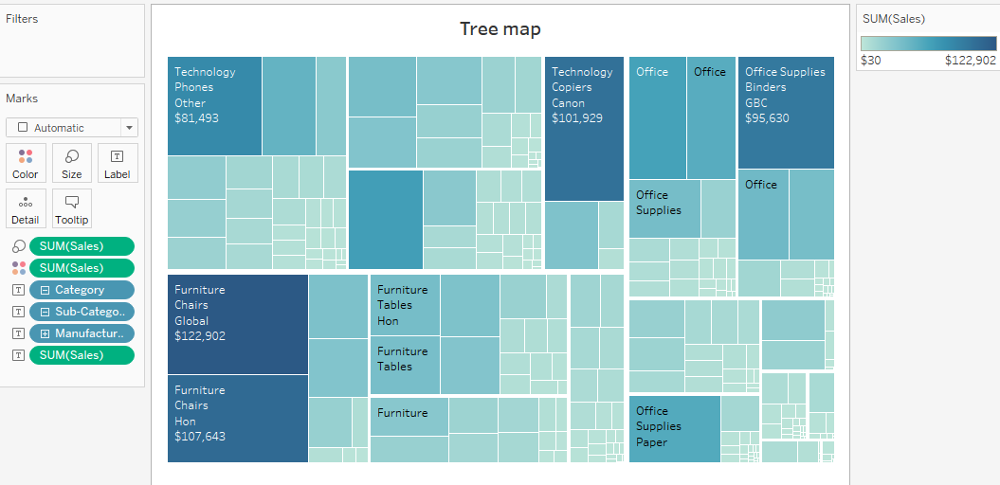 Filters
Marks
Automatic
Color
Size
Label
Detail
Tooltip
SUM(Sales)
SUM(Sales)
Category
Sub-Catego..
Manufactur..
SUM(Sales)
Tree map
Technology
Phones
Other
$81,493
Technology
Copiers
Canon
$101,929
Office
Office
Office Supplies
Binders
GBC
$95,630
Office
Supplies
Office
Furniture
Chairs
Global
$122,902
Furniture
Tables
Hon
Furniture
Tables
Furniture
Chairs
Hon
$107,643
Furniture
Office
Supplies
Paper
SUM(Sales)
$30
$122,902